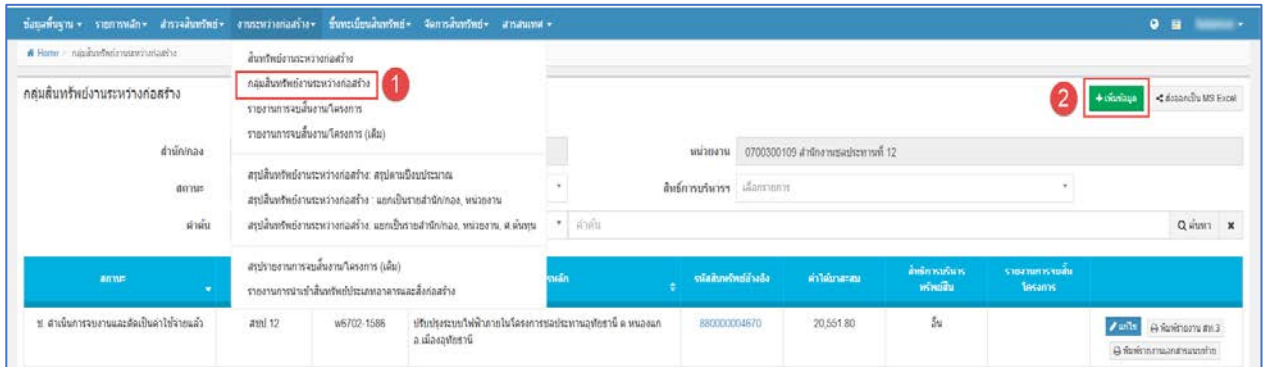 ข้อมูลพื้นฐาน รายการหลัก สำรวจสินทรัพย์ งานระหว่างก่อสร้าง ขึ้นทะเบียนสินทรัพย์ จัดการสินทรัพย์ สารสนเทศ
Home / กลุ่มสินทรัพย์งานระหว่างก่อสร้าง
สินทรัพย์งานระหว่างก่อสร้าง
กลุ่มสินทรัพย์งานระหว่างก่อสร้าง 1
รายงานการจบสิ้นงาน/โครงการ
รายงานการจบสิ้นงาน/โครงการ (เดิม)
สรุปสินทรัพย์งานระหว่างก่อสร้าง: สรุปตามปีงบประมาณ
สรุปสินทรัพย์งานระหว่างก่อสร้าง : แยกเป็นรายสำนัก/กอง, หน่วยงาน
สรุปสินทรัพย์งานระหว่างก่อสร้าง: แยกเป็นรายสำนัก/กอง, หน่วยงาน, ศ.ต้นทุน
สรุปรายงานการจบสิ้นงาน/โครงการ (เดิม)
รายงานการนำเข้าสินทรัพย์ประเภทอาคารและสิ่งก่อสร้าง
กลุ่มสินทรัพย์งานระหว่างก่อสร้าง
2 +เพิ่มข้อมูล ส่งออกเป็น MS Excel
สำนัก/กอง หน่วยงาน 0700300109 สำนักงานชลประทานที่ 12
สถานะ สิทธิ์การบริหารฯ เลือกรายการ
คำค้น คำค้น ค้นหา x
สถานะ รหัสสินทรัพย์อ้างอิง ค่าได้มาสะสม สิทธิการบริหารทรัพย์สิน รายงานการจบสิ้นโครงการ
ช. ดำเนินการจบงานและตัดเป็นค่าใช้จ่ายแล้ว สชป.12 w6702-1586 ปรับปรุงระบบไฟฟ้าภายในโครงการชลประทานอุทัยธานี ต.หนองแก 880000004670 20,551.80 อื่น แก้ไข พิมพ์รายงาน สท.3
อ.เมืองอุทัยธานี พิมพ์รายงานเอกสารแนบท้าย